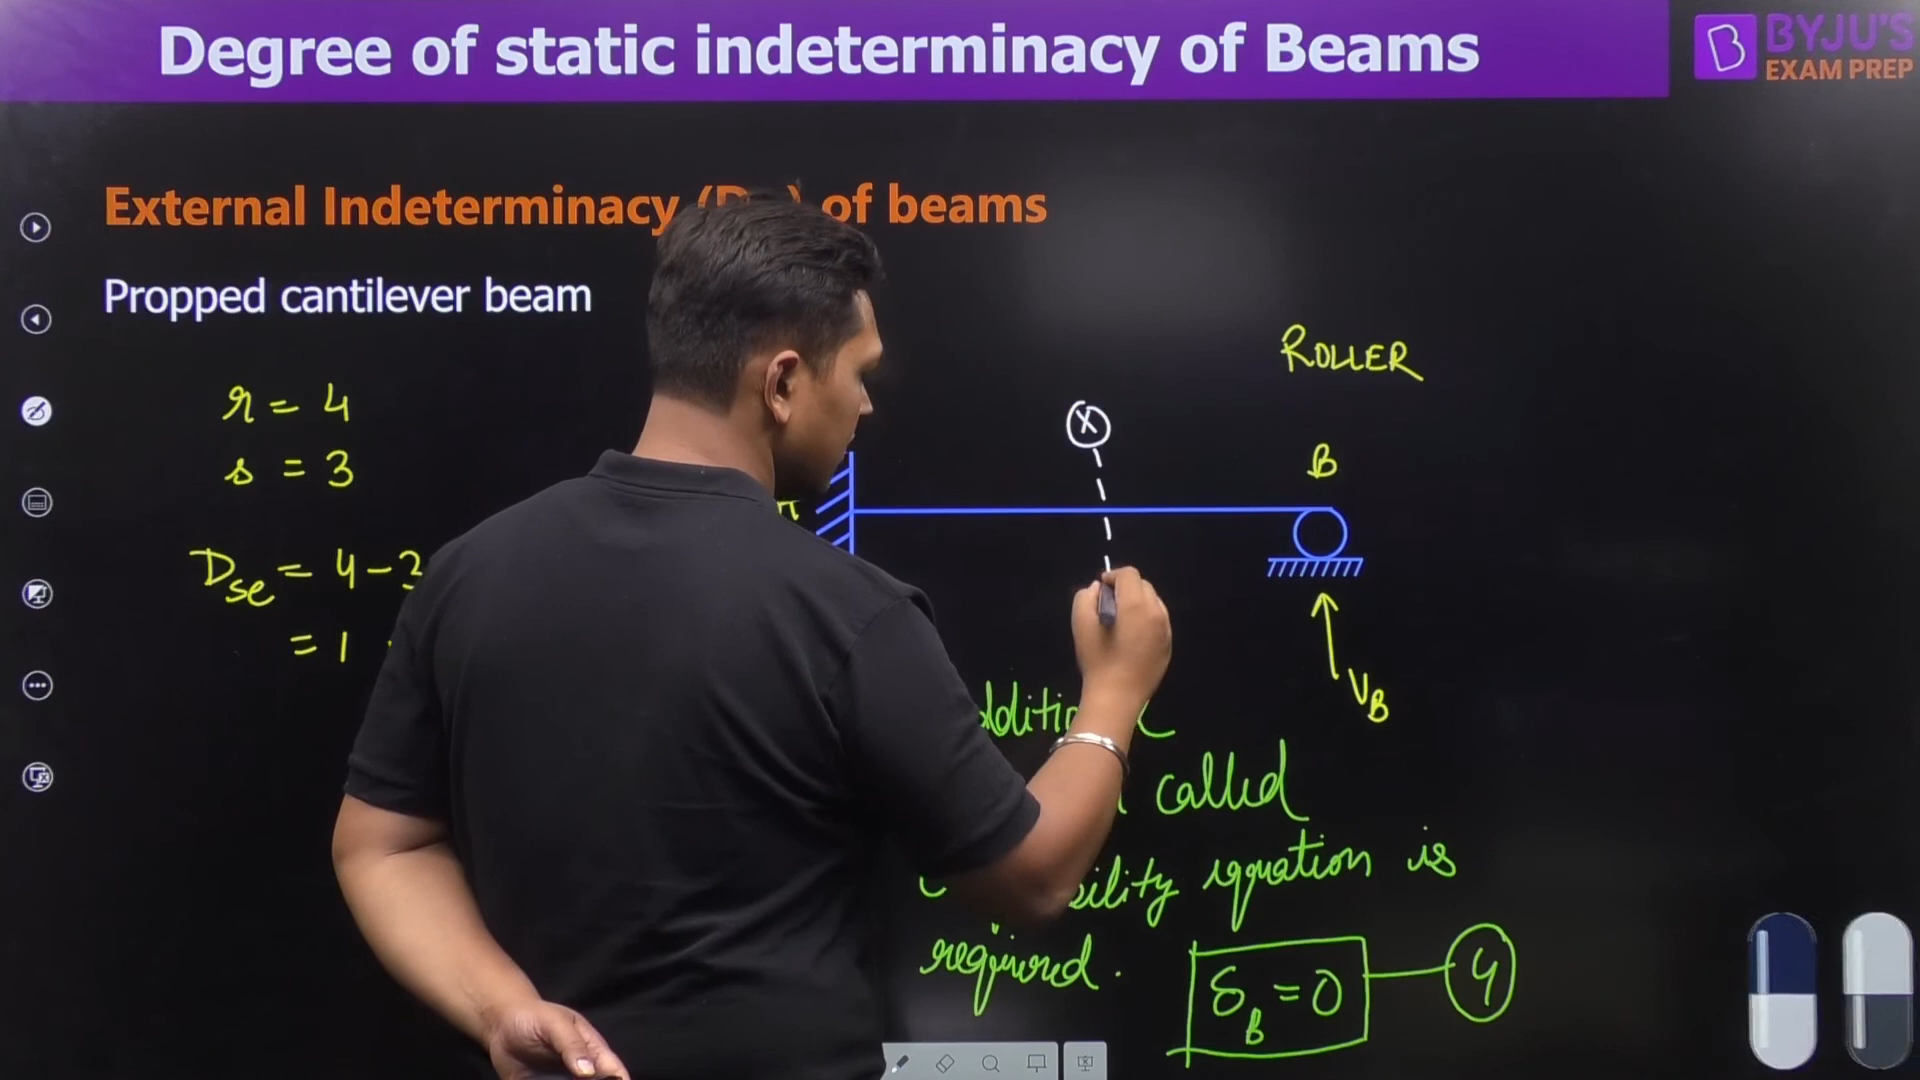 Degree of static indeterminacy of Beams
BYJU'S
EXAM PREP
External Indeterminacy of beams
Propped cantilever beam
r = 4
s = 3
Dse = 4 -
= 1
ROLLER
X
B
VB
called
equation is
required.
δB = 0
4